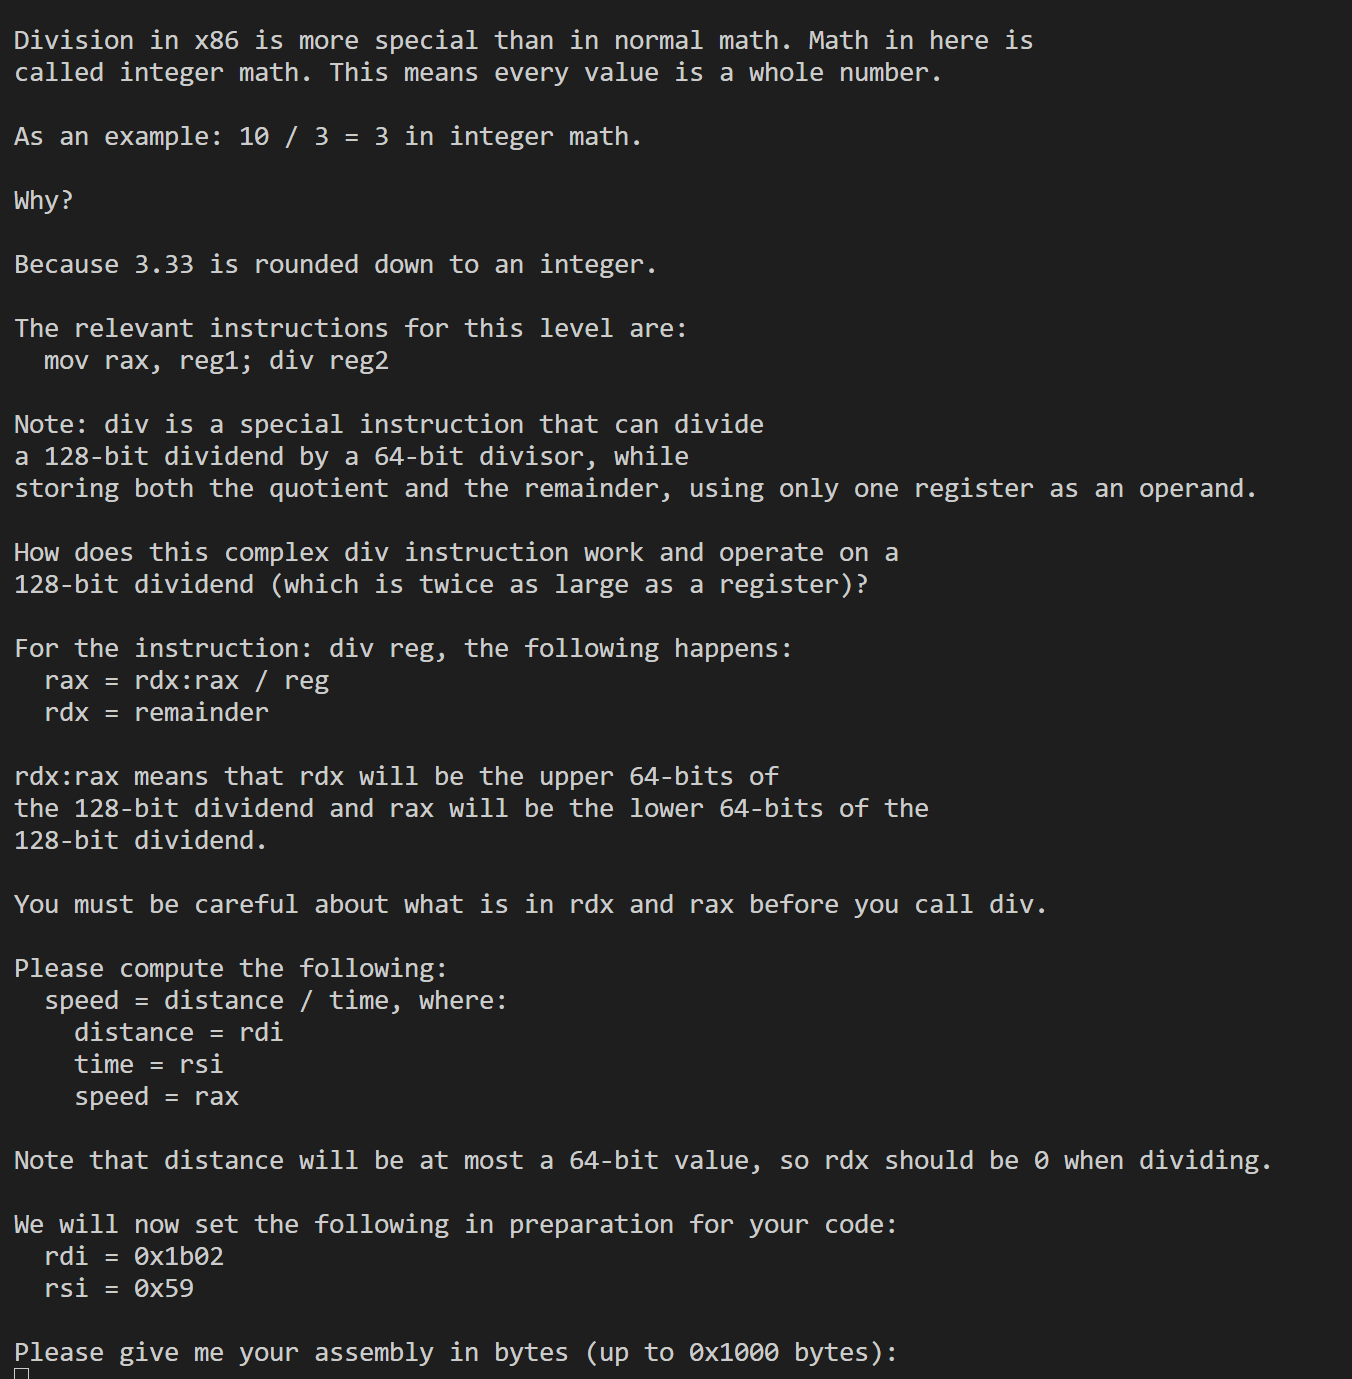 Division in x86 is more special than in normal math. Math in here is
called integer math. This means every value is a whole number.
As an example: 10 / 3 = 3 in integer math.
Why?
Because 3.33 is rounded down to an integer.
The relevant instructions for this level are:
mov rax, reg1; div reg2
Note: div is a special instruction that can divide
a 128-bit dividend by a 64-bit divisor, while
storing both the quotient and the remainder, using only one register as an operand.
How does this complex div instruction work and operate on a
128-bit dividend (which is twice as large as a register)?
For the instruction: div reg, the following happens:
rax = rdx:rax / reg
rdx = remainder
rdx:rax means that rdx will be the upper 64-bits of
the 128-bit dividend and rax will be the lower 64-bits of the
128-bit dividend.
You must be careful about what is in rdx and rax before you call div.
Please compute the following:
speed = distance / time, where:
distance = rdi
time = rsi
speed = rax
Note that distance will be at most a 64-bit value, so rdx should be 0 when dividing.
We will now set the following in preparation for your code:
rdi = 0x1b02
rsi = 0x59
Please give me your assembly in bytes (up to 0x1000 bytes):